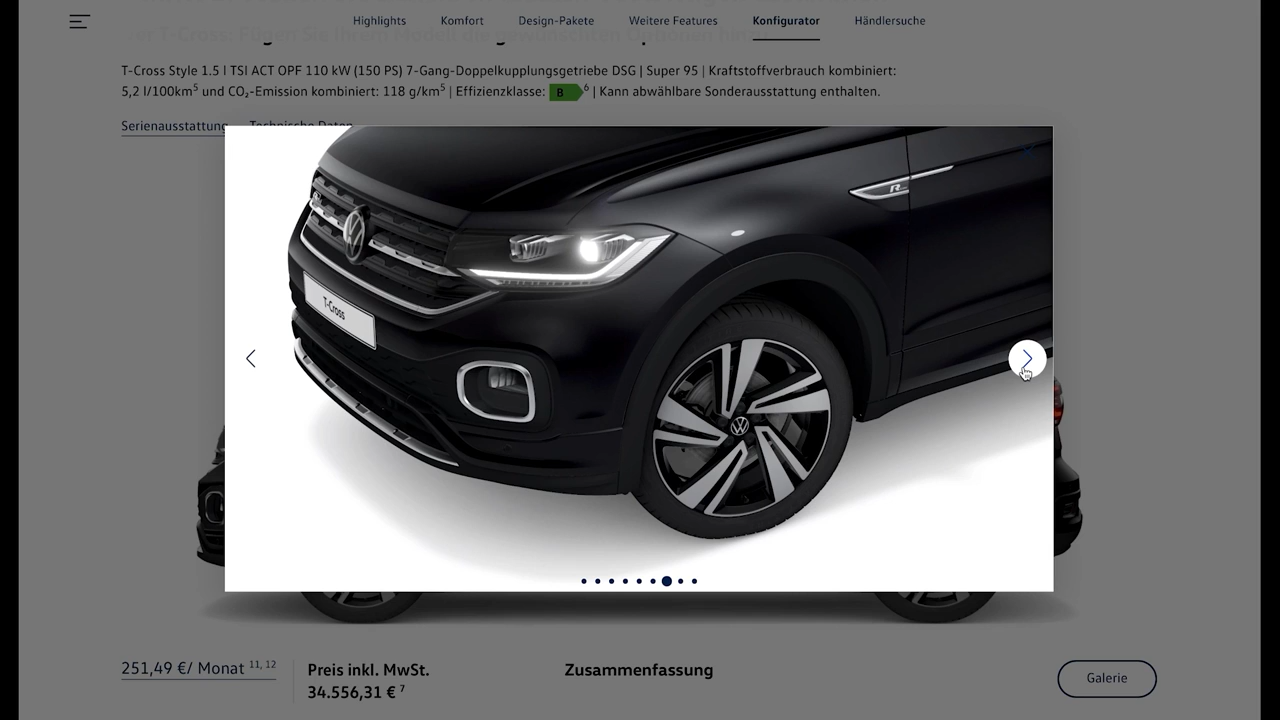 Highlights Komfort Design-Pakete Weitere Features Konfigurator Händlersuche
T-Cross Style 1.5 l TSI ACT OPF 110 kW (150 PS) 7-Gang-Doppelkupplungsgetriebe DSG | Super 95 | Kraftstoffverbrauch kombiniert:
5,2 l/100km⁵ und CO₂-Emission kombiniert: 118 g/km⁵ | Effizienzklasse: B ⁶ | Kann abwählbare Sonderausstattung enthalten.
Serienausstattung Technische Daten
R
T-Cross
251,49 €/ Monat ¹¹, ¹² Preis inkl. MwSt. Zusammenfassung
34.556,31 € ⁷
Galerie